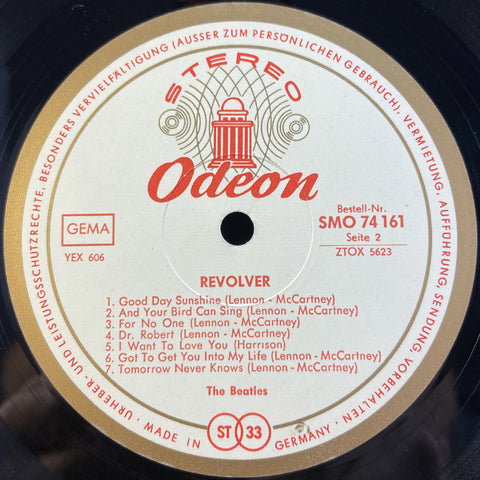 URHEBER- UND LEISTUNGSSCHUTZRECHTE, BESONDERS VERVIELFÄLTIGUNG (AUSSER ZUM PERSÖNLICHEN GEBRAUCH), VERMIETUNG, AUFFÜHRUNG, SENDUNG VORBEHALTEN
STEREO
Odeon
GEMA
YEX 606
Bestell-Nr.
SMO 74 161
Seite 2
ZTOX 5623
REVOLVER
1. Good Day Sunshine (Lennon - McCartney)
2. And Your Bird Can Sing (Lennon - McCartney)
3. For No One (Lennon - McCartney)
4. Dr. Robert (Lennon - McCartney)
5. I Want To Love You (Harrison)
6. Got To Get You Into My Life (Lennon - McCartney)
7. Tomorrow Never Knows (Lennon - McCartney)
The Beatles
· MADE IN GERMANY ·
ST 33